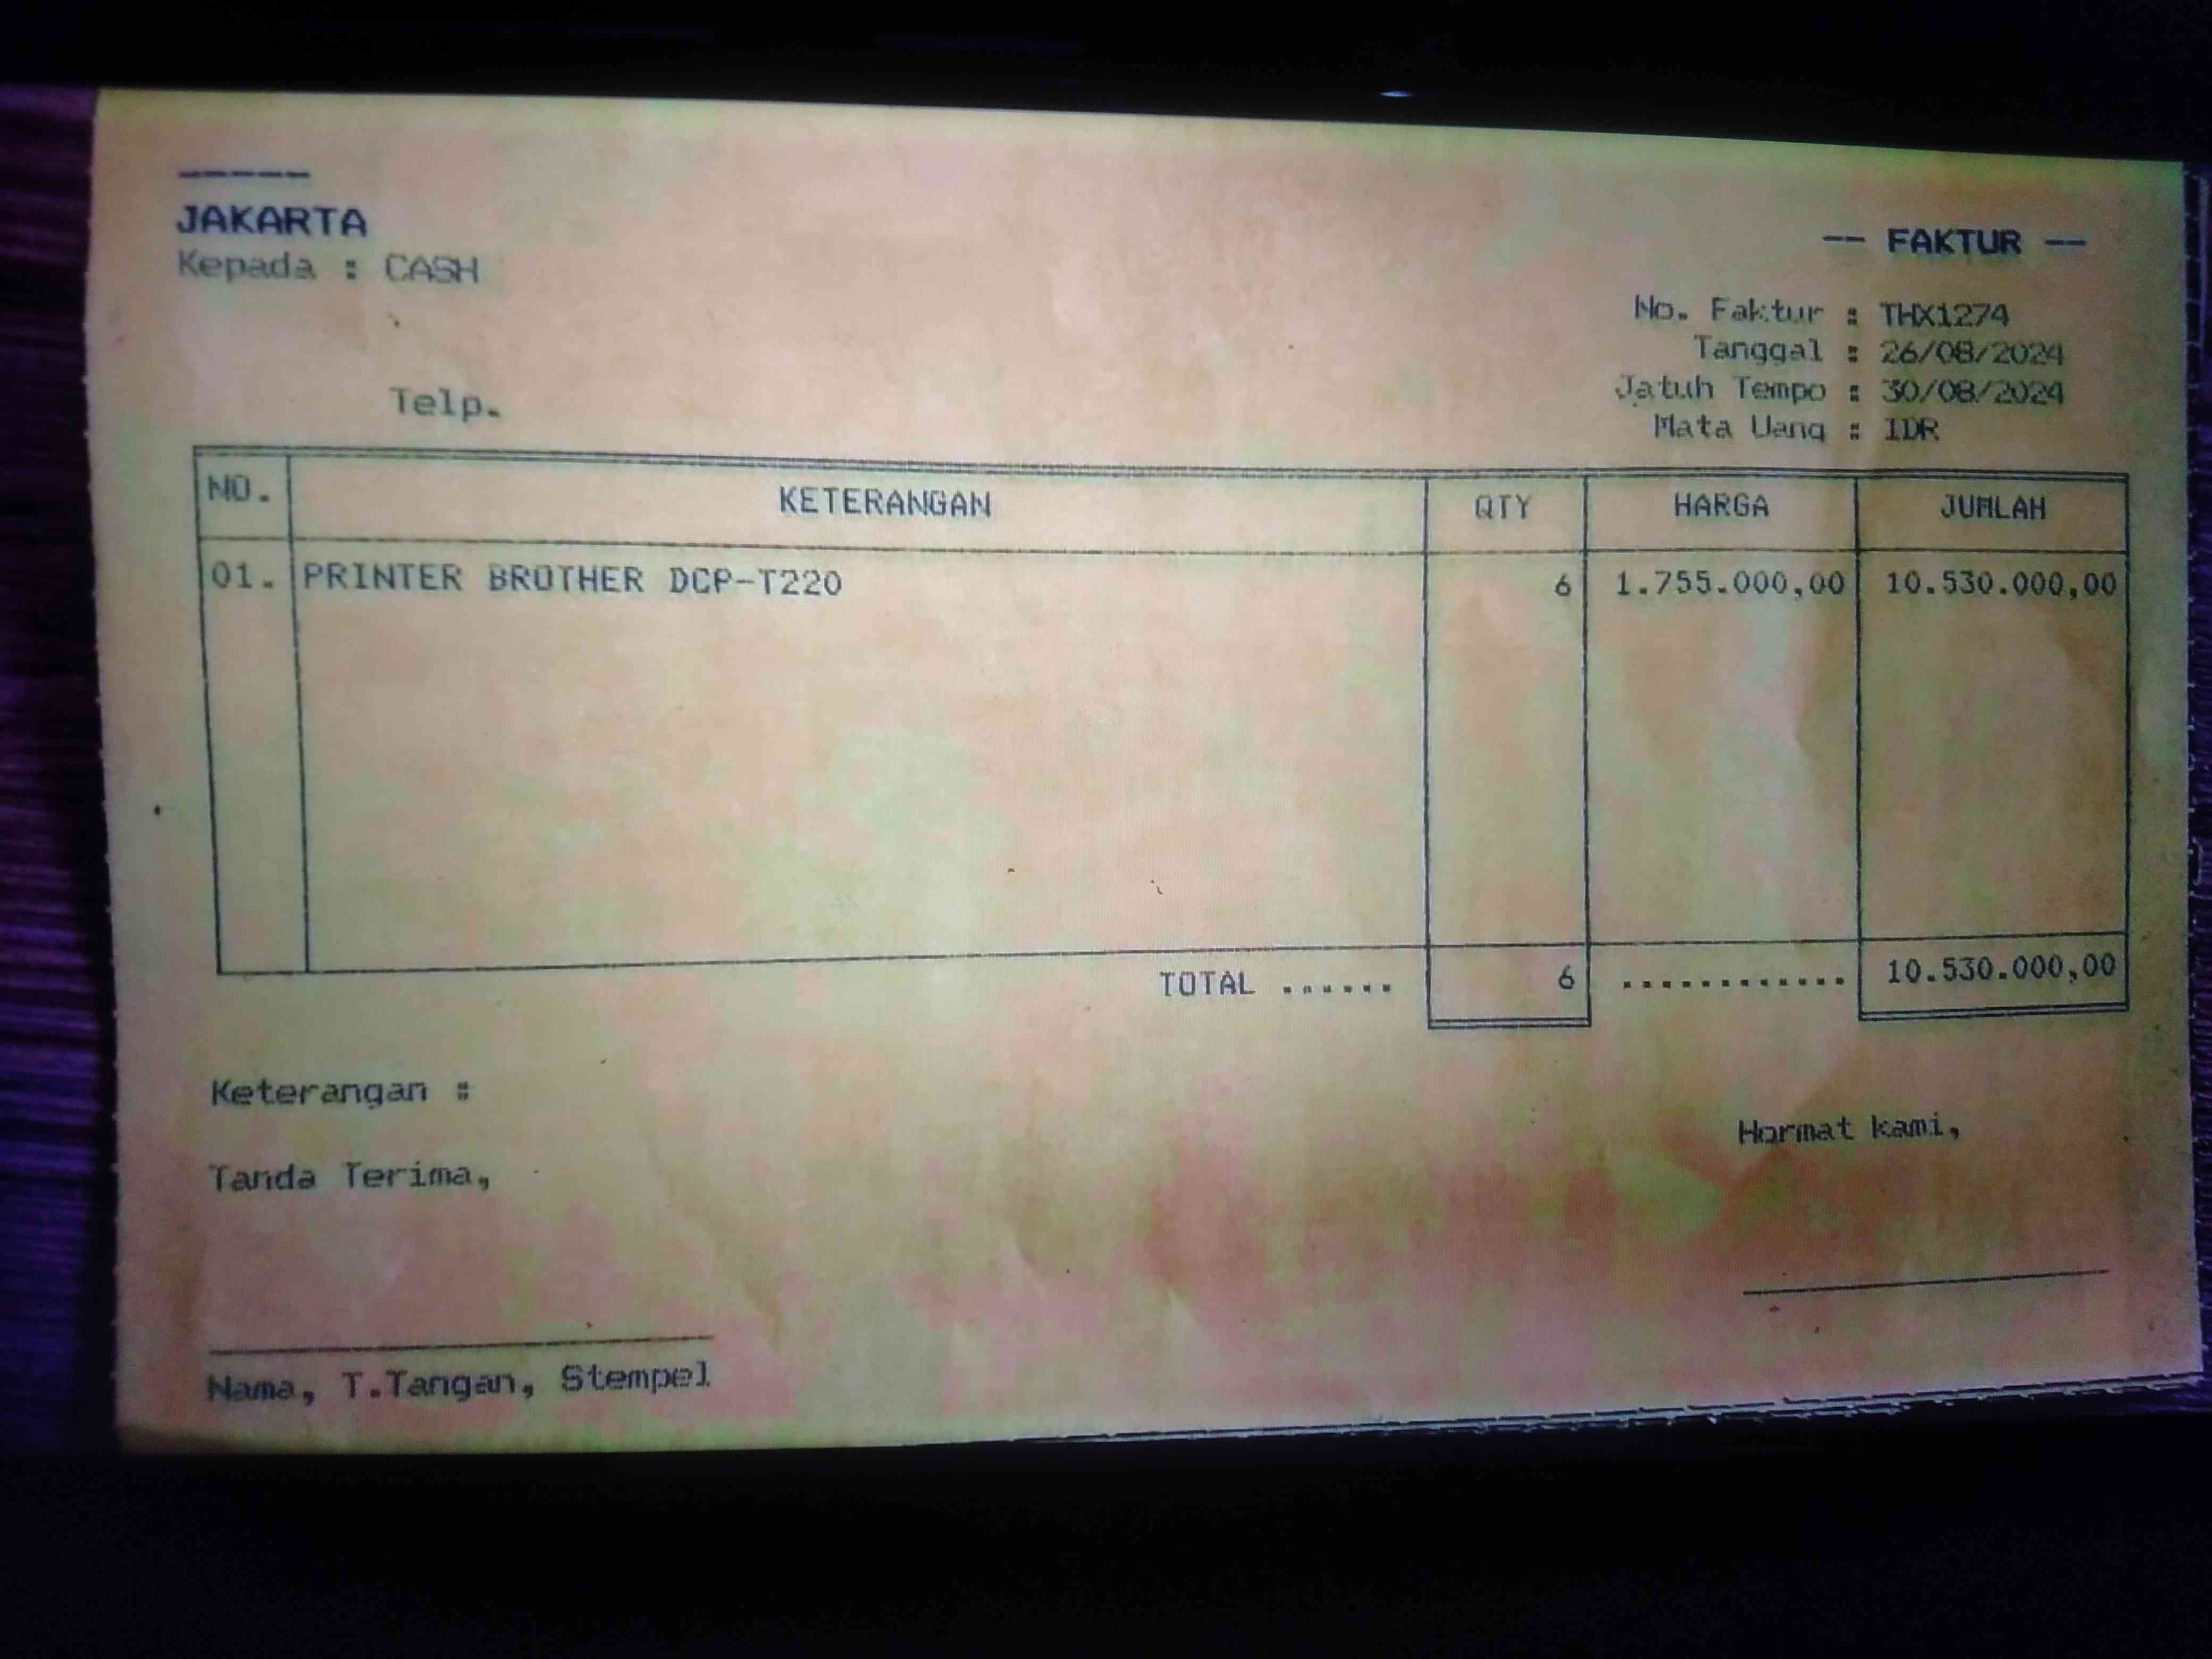 -----
JAKARTA
Kepada : CASH
Telp.
-- FAKTUR --
No. Faktur : THX1274
Tanggal : 26/08/2024
Jatuh Tempo : 30/08/2024
Mata Uang : IDR
NO. KETERANGAN QTY HARGA JUMLAH
01. PRINTER BROTHER DCP-T220 6 1.755.000,00 10.530.000,00
TOTAL ...... 6 ............ 10.530.000,00
Keterangan :
Tanda Terima,
Hormat kami,
Nama, T.Tangan, Stempel